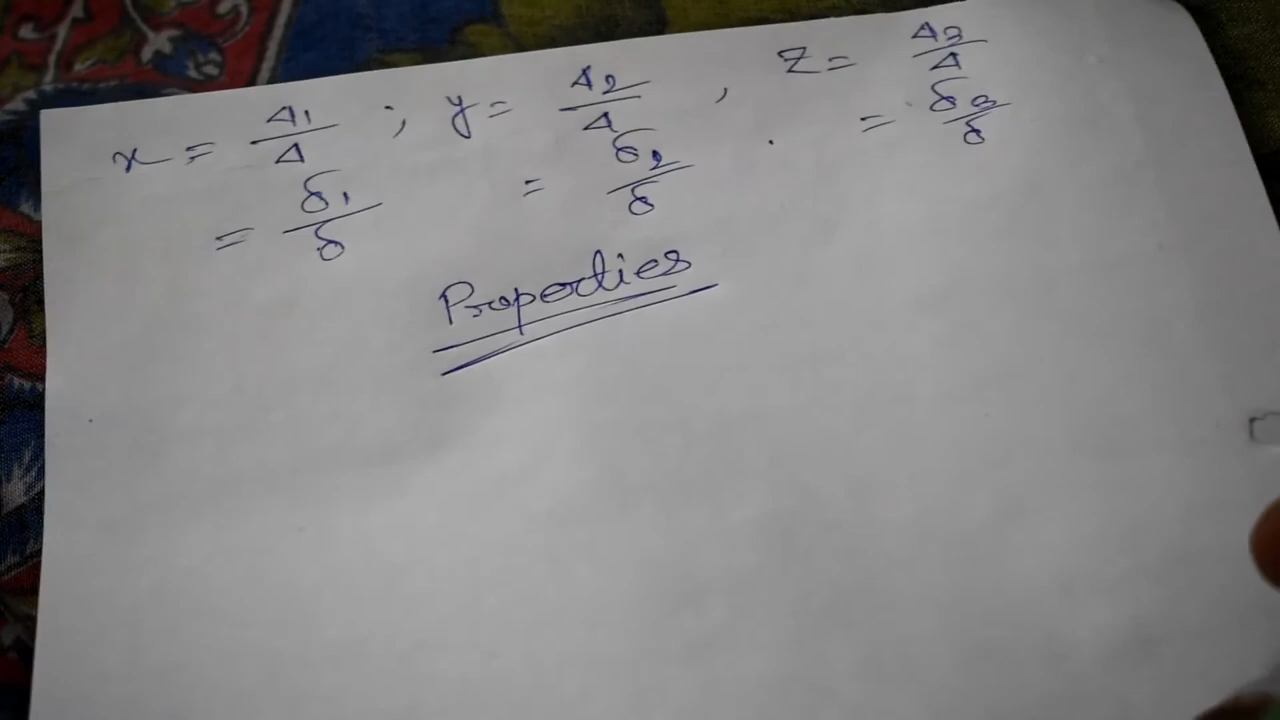 x = Δ1/Δ ; y = Δ2/Δ , z = Δ3/Δ
= δ1/δ = δ2/δ . = δ3/δ
Properties